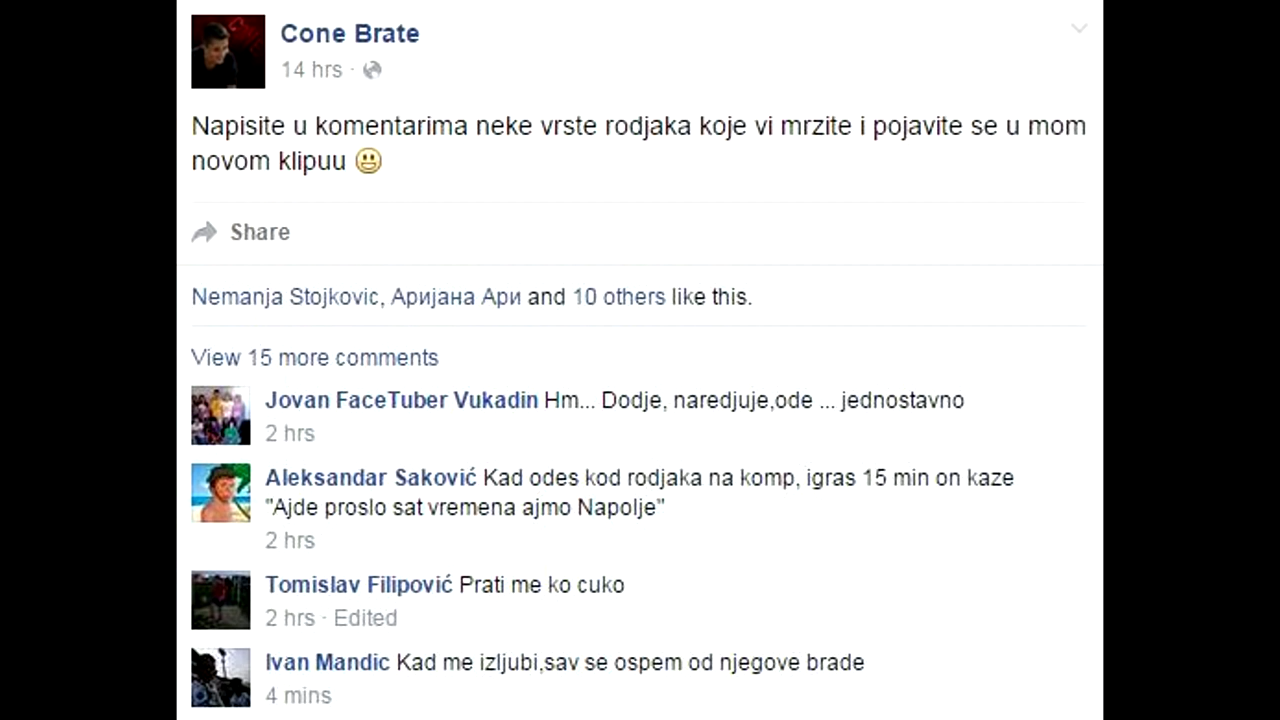 Cone Brate
14 hrs ·
Napisite u komentarima neke vrste rodjaka koje vi mrzite i pojavite se u mom
novom klipuu
Share
Nemanja Stojkovic, Аријана Ари and 10 others like this.
View 15 more comments
Jovan FaceTuber Vukadin Hm... Dodje, naredjuje,ode ... jednostavno
2 hrs
Aleksandar Saković Kad odes kod rodjaka na komp, igras 15 min on kaze
"Ajde proslo sat vremena ajmo Napolje"
2 hrs
Tomislav Filipović Prati me ko cuko
2 hrs · Edited
Ivan Mandic Kad me izljubi,sav se ospem od njegove brade
4 mins